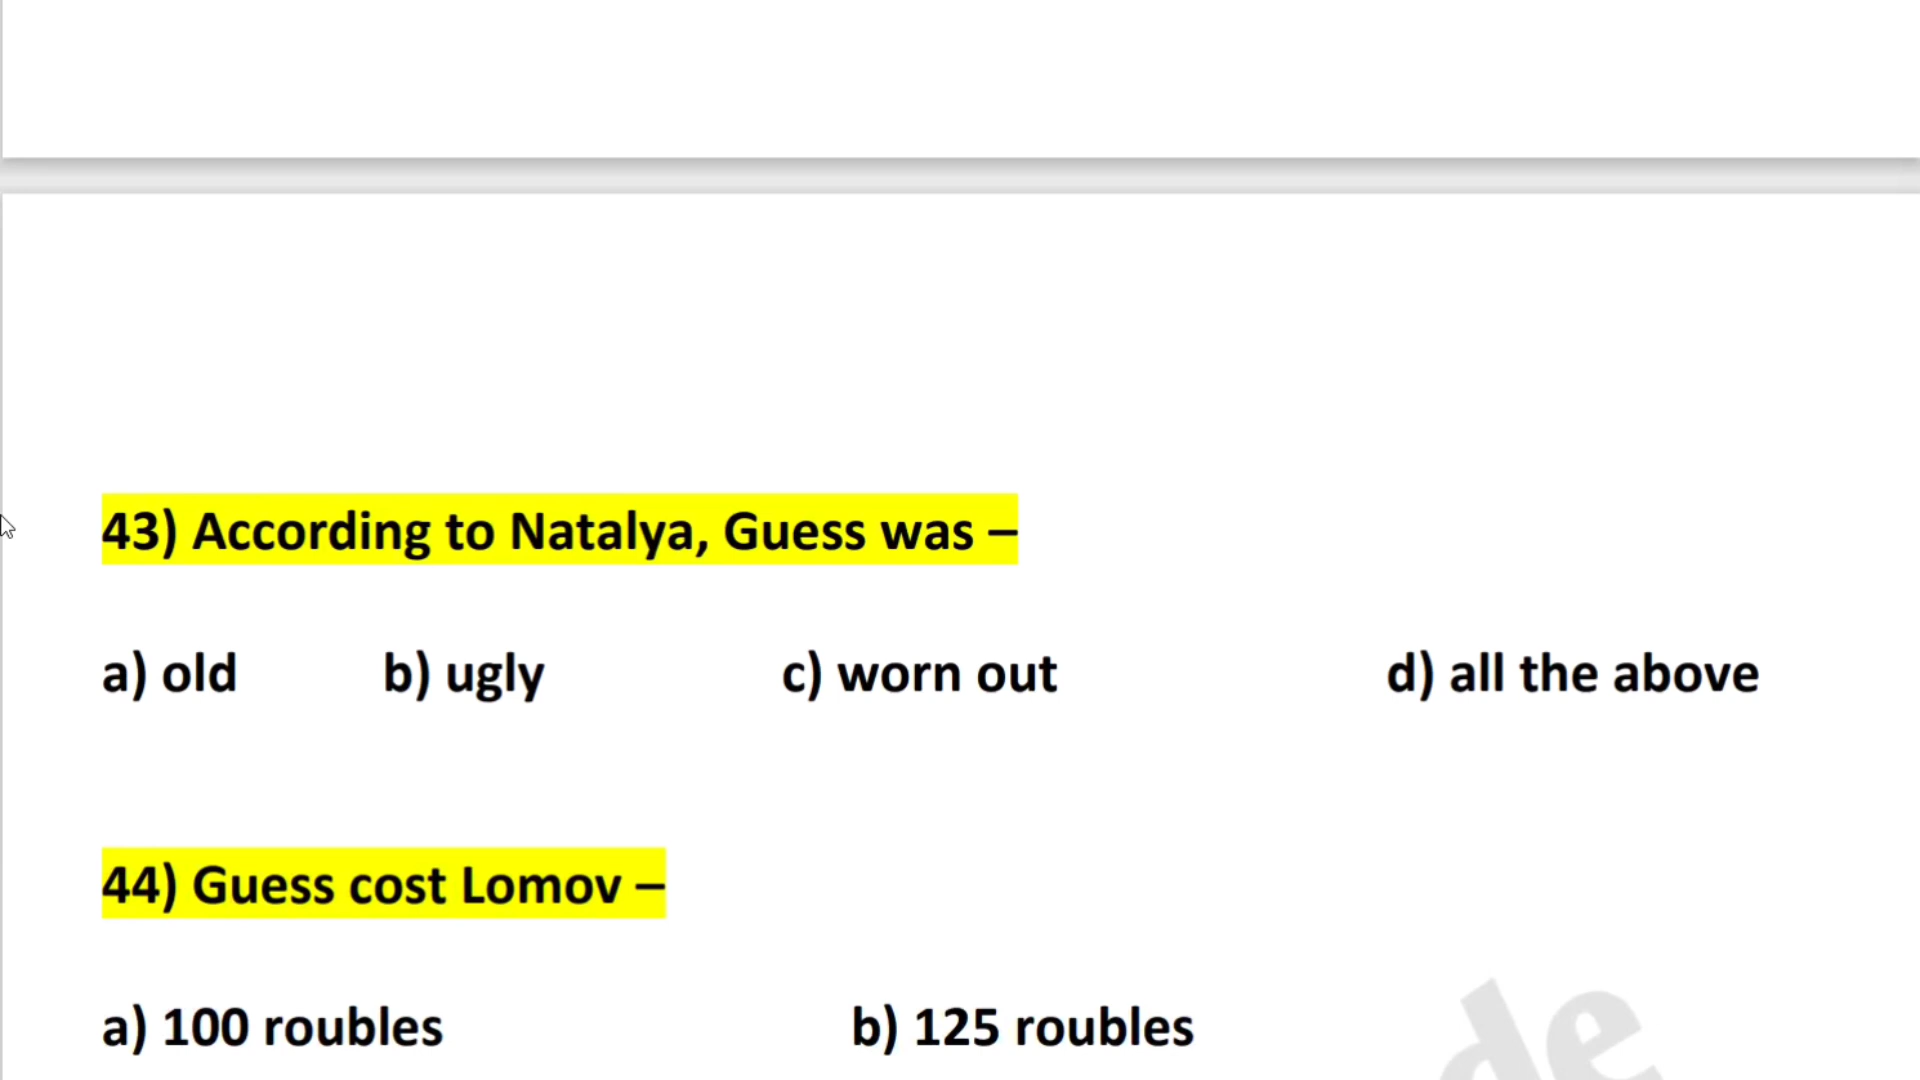 43) According to Natalya, Guess was –
a) old b) ugly c) worn out d) all the above
44) Guess cost Lomov –
a) 100 roubles b) 125 roubles
de